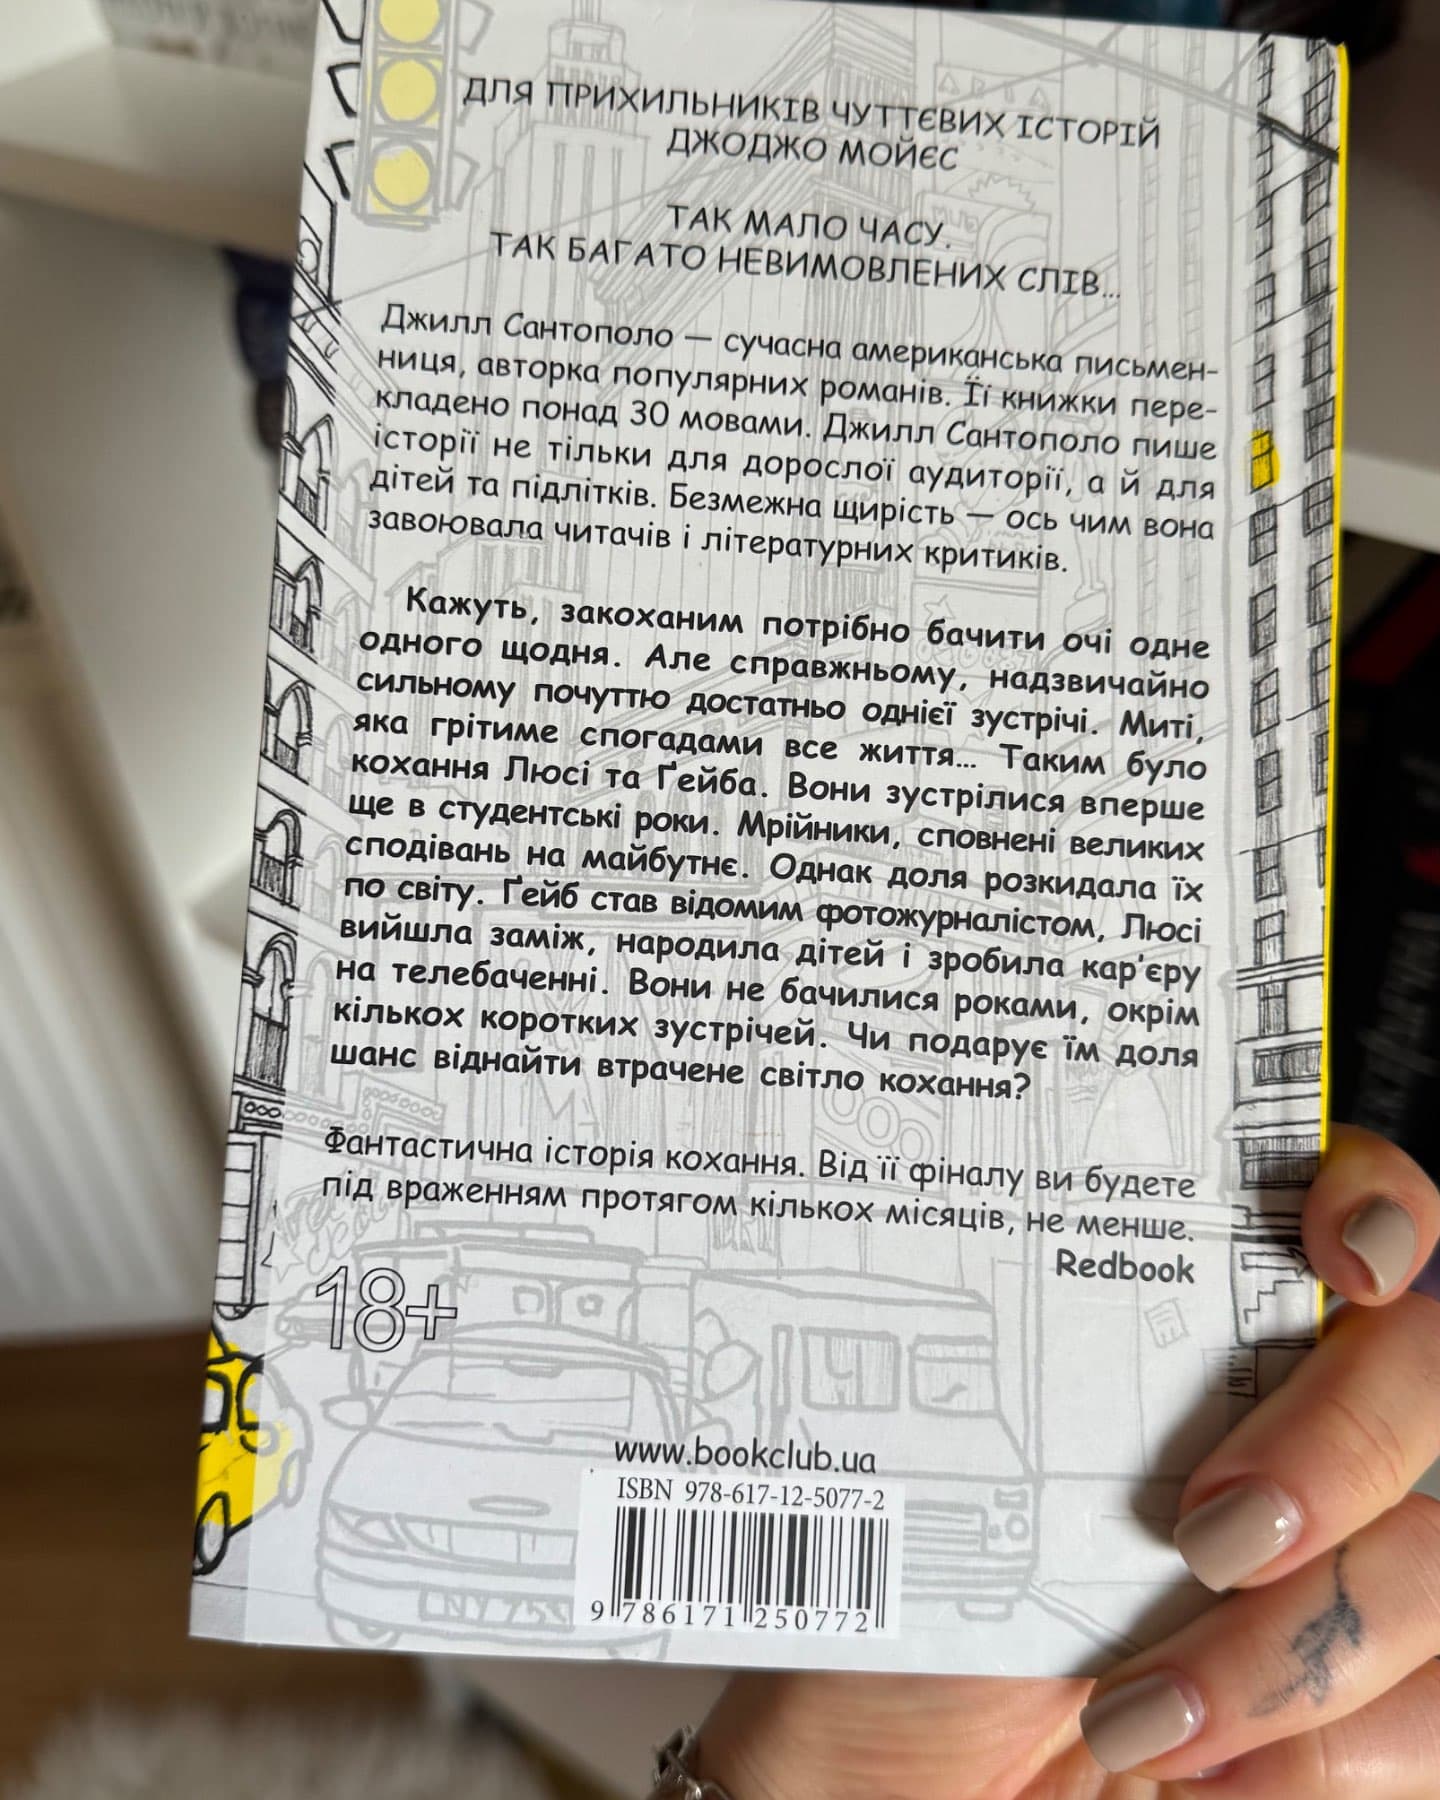 ДЛЯ ПРИХИЛЬНИКІВ ЧУТТЄВИХ ІСТОРІЙ
ДЖОДЖО МОЙЄС
ТАК МАЛО ЧАСУ.
ТАК БАГАТО НЕВИМОВЛЕНИХ СЛІВ...
Джилл Сантополо — сучасна американська письмен-
ниця, авторка популярних романів. Її книжки пере-
кладено понад 30 мовами. Джилл Сантополо пише
історії не тільки для дорослої аудиторії, а й для
дітей та підлітків. Безмежна щирість — ось чим вона
завоювала читачів і літературних критиків.
Кажуть, закоханим потрібно бачити очі одне
одного щодня. Але справжньому, надзвичайно
сильному почуттю достатньо однієї зустрічі. Миті,
яка грітиме спогадами все життя... Таким було
кохання Люсі та Ґейба. Вони зустрілися вперше
ще в студентські роки. Мрійники, сповнені великих
сподівань на майбутнє. Однак доля розкидала їх
по світу. Ґейб став відомим фотожурналістом, Люсі
вийшла заміж, народила дітей і зробила кар'єру
на телебаченні. Вони не бачилися роками, окрім
кількох коротких зустрічей. Чи подарує їм доля
шанс віднайти втрачене світло кохання?
Фантастична історія кохання. Від її фіналу ви будете
під враженням протягом кількох місяців, не менше.
Redbook
18+
www.bookclub.ua
ISBN 978-617-12-5077-2
9 786171 250772